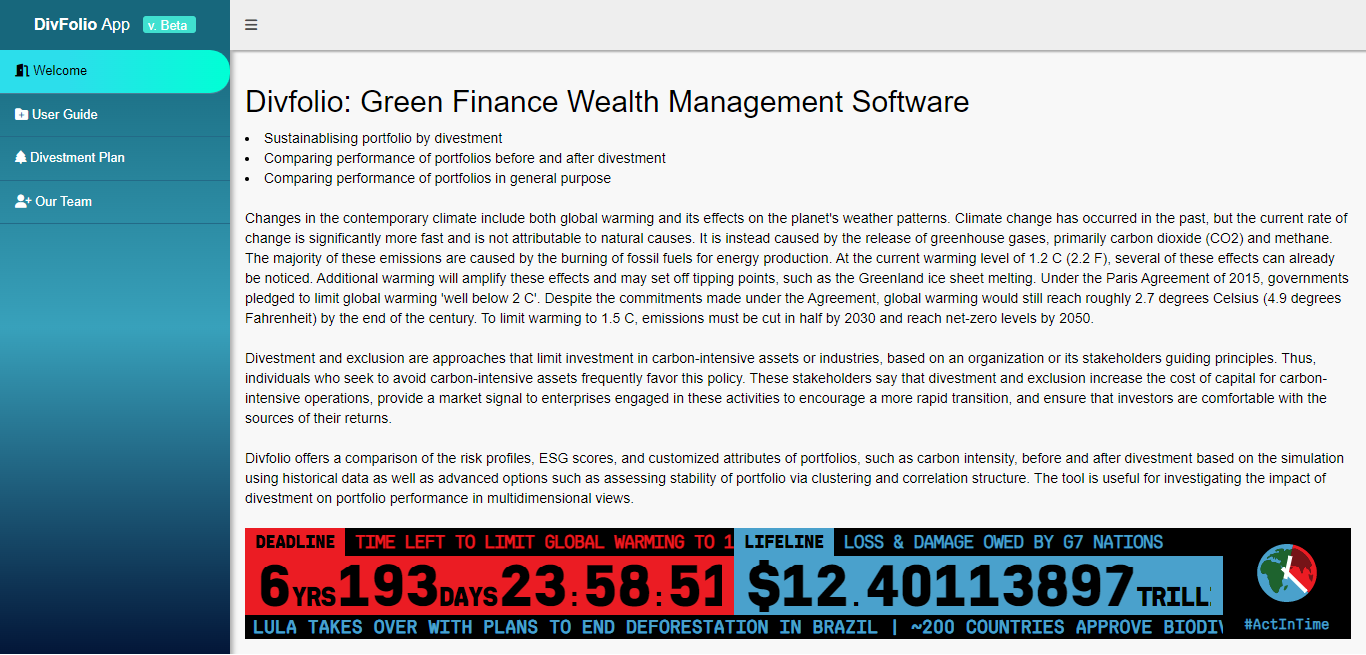 DivFolio App v. Beta
Welcome
User Guide
Divestment Plan
Our Team
Divfolio: Green Finance Wealth Management Software
• Sustainablising portfolio by divestment
• Comparing performance of portfolios before and after divestment
• Comparing performance of portfolios in general purpose
Changes in the contemporary climate include both global warming and its effects on the planet's weather patterns. Climate change has occurred in the past, but the current rate of
change is significantly more fast and is not attributable to natural causes. It is instead caused by the release of greenhouse gases, primarily carbon dioxide (CO2) and methane.
The majority of these emissions are caused by the burning of fossil fuels for energy production. At the current warming level of 1.2 C (2.2 F), several of these effects can already
be noticed. Additional warming will amplify these effects and may set off tipping points, such as the Greenland ice sheet melting. Under the Paris Agreement of 2015, governments
pledged to limit global warming 'well below 2 C'. Despite the commitments made under the Agreement, global warming would still reach roughly 2.7 degrees Celsius (4.9 degrees
Fahrenheit) by the end of the century. To limit warming to 1.5 C, emissions must be cut in half by 2030 and reach net-zero levels by 2050.
Divestment and exclusion are approaches that limit investment in carbon-intensive assets or industries, based on an organization or its stakeholders guiding principles. Thus,
individuals who seek to avoid carbon-intensive assets frequently favor this policy. These stakeholders say that divestment and exclusion increase the cost of capital for carbon-
intensive operations, provide a market signal to enterprises engaged in these activities to encourage a more rapid transition, and ensure that investors are comfortable with the
sources of their returns.
Divfolio offers a comparison of the risk profiles, ESG scores, and customized attributes of portfolios, such as carbon intensity, before and after divestment based on the simulation
using historical data as well as advanced options such as assessing stability of portfolio via clustering and correlation structure. The tool is useful for investigating the impact of
divestment on portfolio performance in multidimensional views.
DEADLINE TIME LEFT TO LIMIT GLOBAL WARMING TO 1
6YRS193DAYS23:58:51
LIFELINE LOSS & DAMAGE OWED BY G7 NATIONS
$12.40113897TRILL
LULA TAKES OVER WITH PLANS TO END DEFORESTATION IN BRAZIL | ~200 COUNTRIES APPROVE BIODIV
#ActInTime